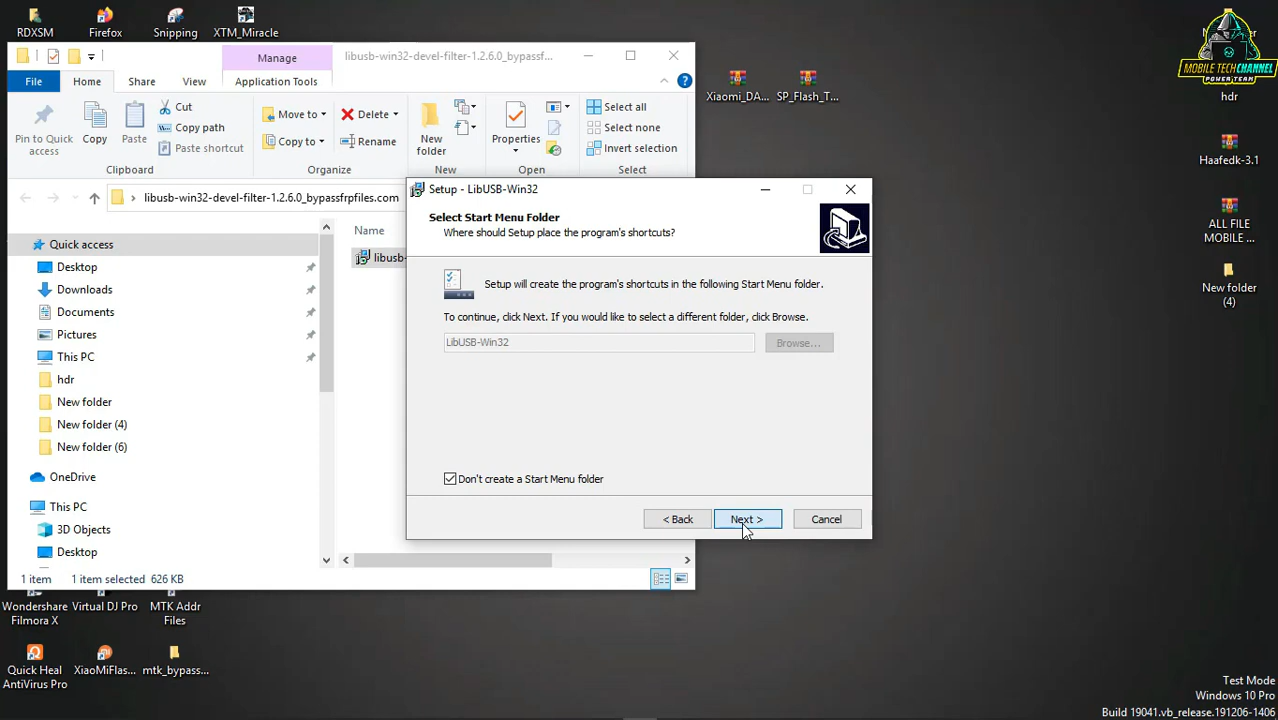 RDXSM
Firefox
Snipping
XTM_Miracle
Manage
libusb-win32-devel-filter-1.2.6.0_bypassf...
File
Home
Share
View
Application Tools
Pin to Quick
access
Copy
Paste
Cut
Copy path
Paste shortcut
Clipboard
Move to
Copy to
Delete
Rename
Organize
New
folder
New
Properties
Open
Select all
Select none
Invert selection
Select
libusb-win32-devel-filter-1.2.6.0_bypassfrpfiles.com
Quick access
Desktop
Downloads
Documents
Pictures
This PC
hdr
New folder
New folder (4)
New folder (6)
OneDrive
This PC
3D Objects
Desktop
Name
libusb-
1 item
1 item selected 626 KB
Setup - LibUSB-Win32
Select Start Menu Folder
Where should Setup place the program's shortcuts?
Setup will create the program's shortcuts in the following Start Menu folder.
To continue, click Next. If you would like to select a different folder, click Browse.
LibUSB-Win32
Browse...
Don't create a Start Menu folder
< Back
Next >
Cancel
Xiaomi_DA...
SP_Flash_T...
MOBILE TECH CHANNEL
POWER TEAM
hdr
Haafedk-3.1
ALL FILE
MOBILE ...
New folder
(4)
Wondershare
Filmora X
Virtual DJ Pro
MTK Addr
Files
Quick Heal
AntiVirus Pro
XiaoMiFlas...
mtk_bypass...
Test Mode
Windows 10 Pro
Build 19041.vb_release.191206-1406